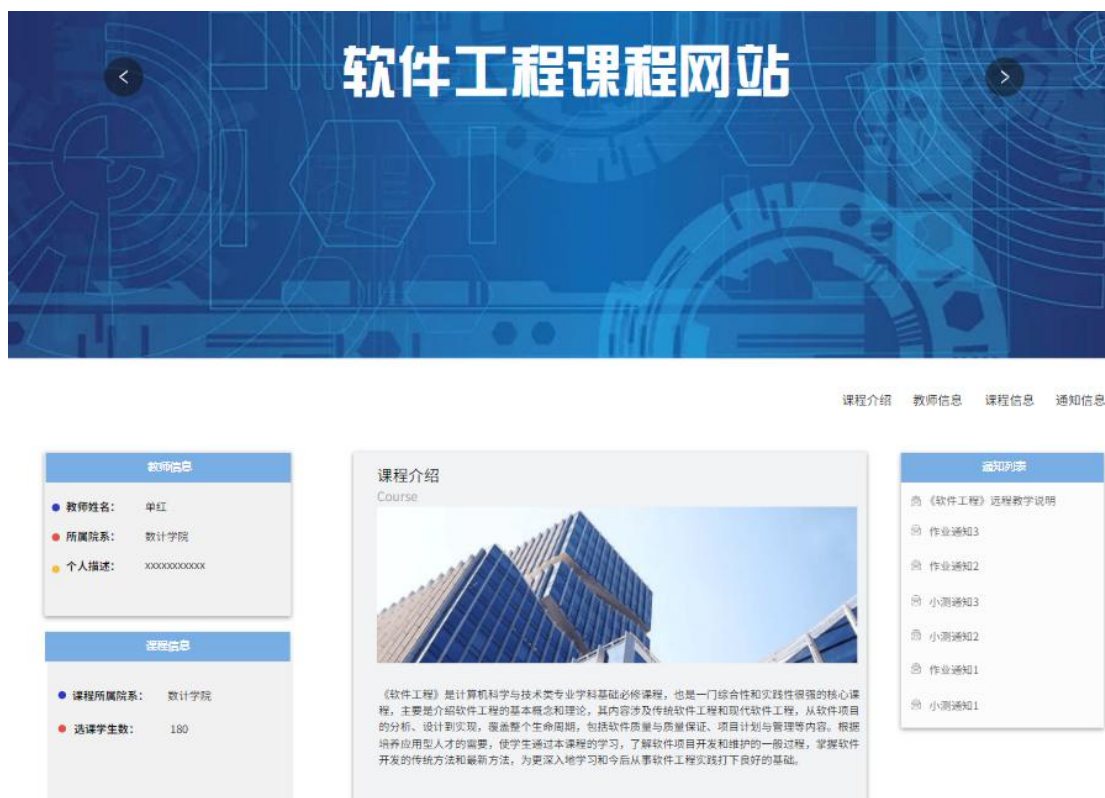 软件工程课程网站
课程介绍 教师信息 课程信息 通知信息
教师信息
教师姓名： 单红
所属院系： 数计学院
个人描述： xxxxxxxxxxx
课程信息
课程所属院系： 数计学院
选课学生数： 180
课程介绍
Course
《软件工程》是计算机科学与技术类专业学科基础必修课程，也是一门综合性和实践性很强的核心课
程，主要是介绍软件工程的基本概念和理论，其内容涉及传统软件工程和现代软件工程，从软件项目
的分析、设计到实现，覆盖整个生命周期，包括软件质量与质量保证、项目计划与管理等内容。根据
培养应用型人才的需要，使学生通过本课程的学习，了解软件项目开发和维护的一般过程，掌握软件
开发的传统方法和最新方法，为更深入地学习和今后从事软件工程实践打下良好的基础。
通知列表
《软件工程》远程教学说明
作业通知3
作业通知2
小测通知3
小测通知2
作业通知1
小测通知1